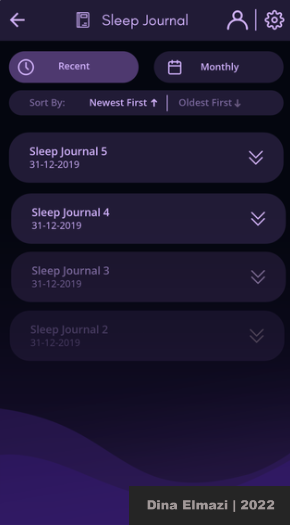 Sleep Journal
Recent
Monthly
Sort By:
Newest First ↑
Oldest First ↓
Sleep Journal 5
31-12-2019
Sleep Journal 4
31-12-2019
Sleep Journal 3
31-12-2019
Sleep Journal 2
31-12-2019
Dina Elmazi | 2022